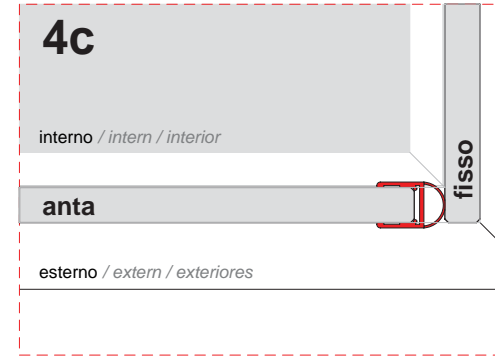 4c
interno / intern / interior
fisso
anta
esterno / extern / exteriores